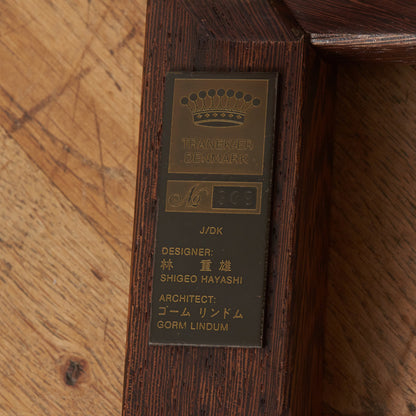 TRANEKÆR
DENMARK
No
J/DK
DESIGNER:
林 重雄
SHIGEO HAYASHI
ARCHITECT:
ゴーム リンドム
GORM LINDUM